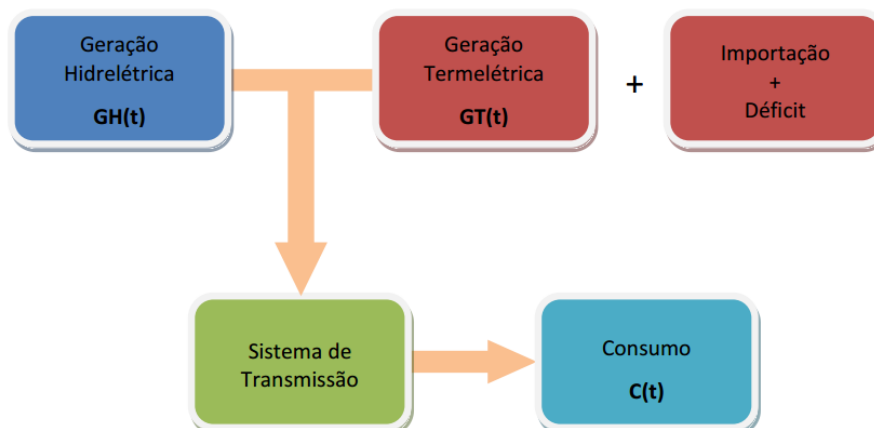 Geração
Hidrelétrica
GH(t)
Geração
Termelétrica
GT(t)
+
Importação
+
Déficit
Sistema de
Transmissão
Consumo
C(t)